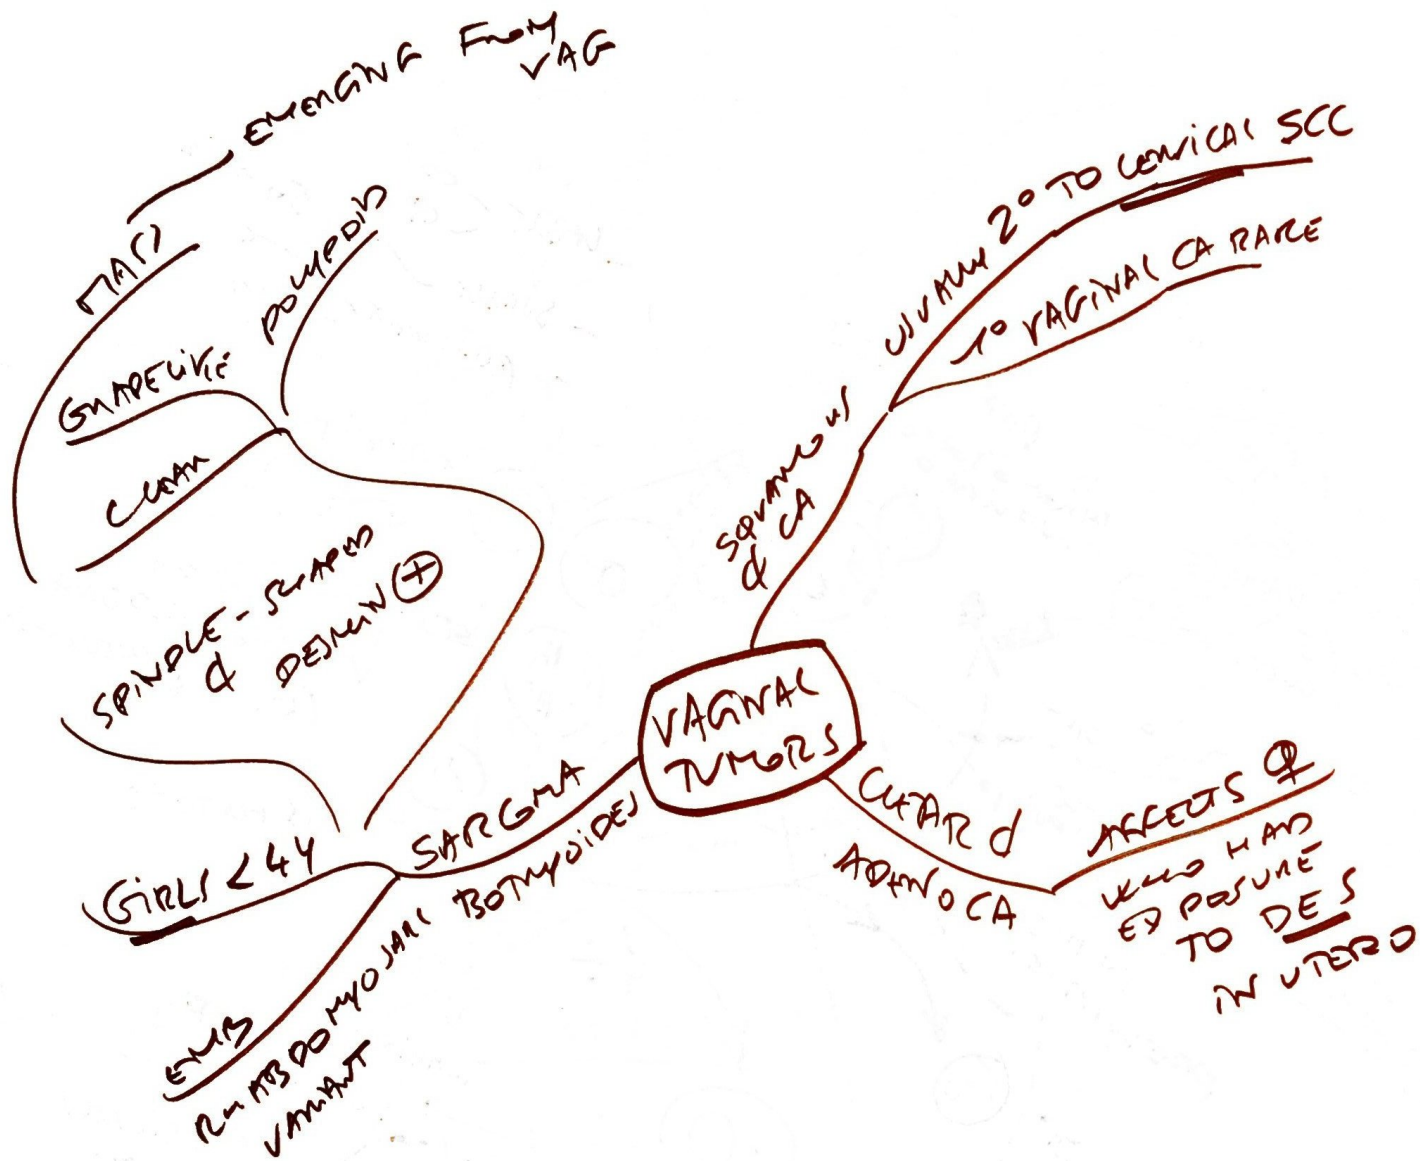 EMERGING FROM
VAG
MASS
POLYPOID
GRAPELIKE
CLEAR
SPINDLE-SHAPED
& DESMIN (+)
GIRLS < 4Y
SARCOMA
BOTRYOIDES
EMB
RHABDOMYOSARC
VARIANT
VAGINAL
TUMORS
SQUAMOUS
CA
USUALLY 2° TO CERVICAL SCC
1° VAGINAL CA RARE
CLEAR
ADENOCA
AFFECTS ♀
WHO HAD
EXPOSURE
TO DES
IN UTERO